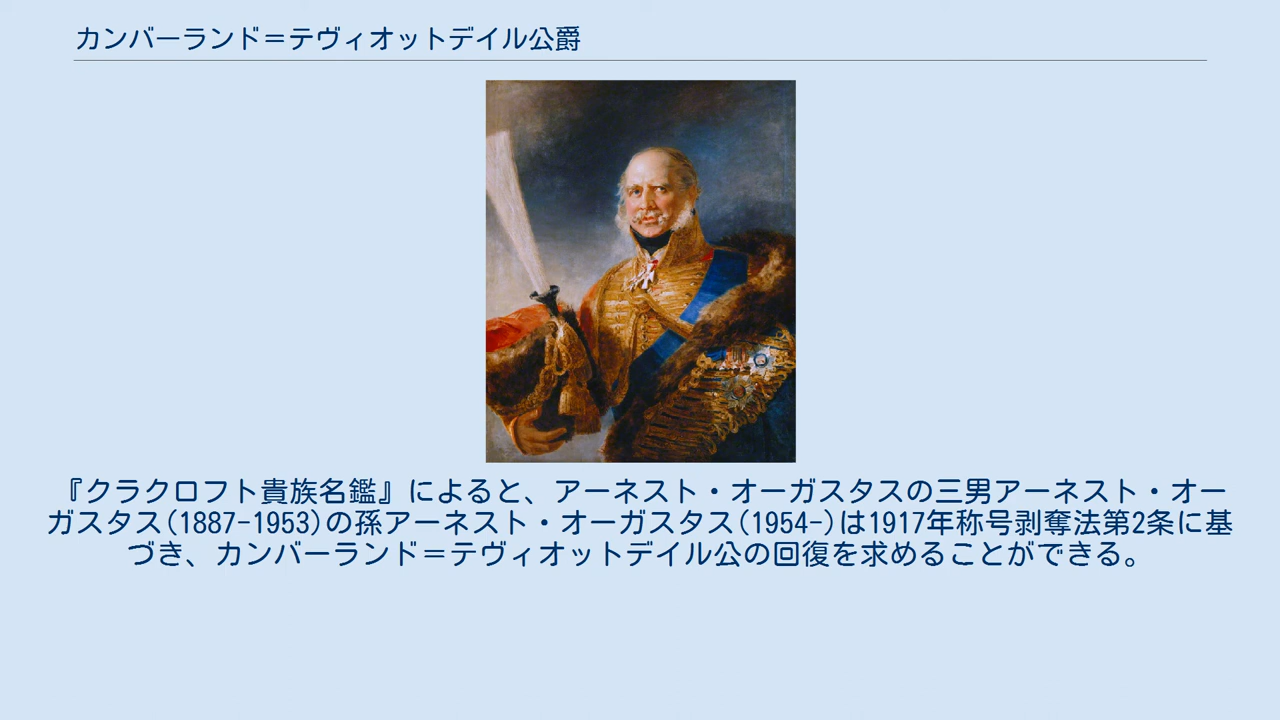 カンバーランド＝テヴィオットデイル公爵
『クラクロフト貴族名鑑』によると、アーネスト・オーガスタスの三男アーネスト・オー
ガスタス(1887-1953)の孫アーネスト・オーガスタス(1954-)は1917年称号剥奪法第2条に基
づき、カンバーランド＝テヴィオットデイル公の回復を求めることができる。